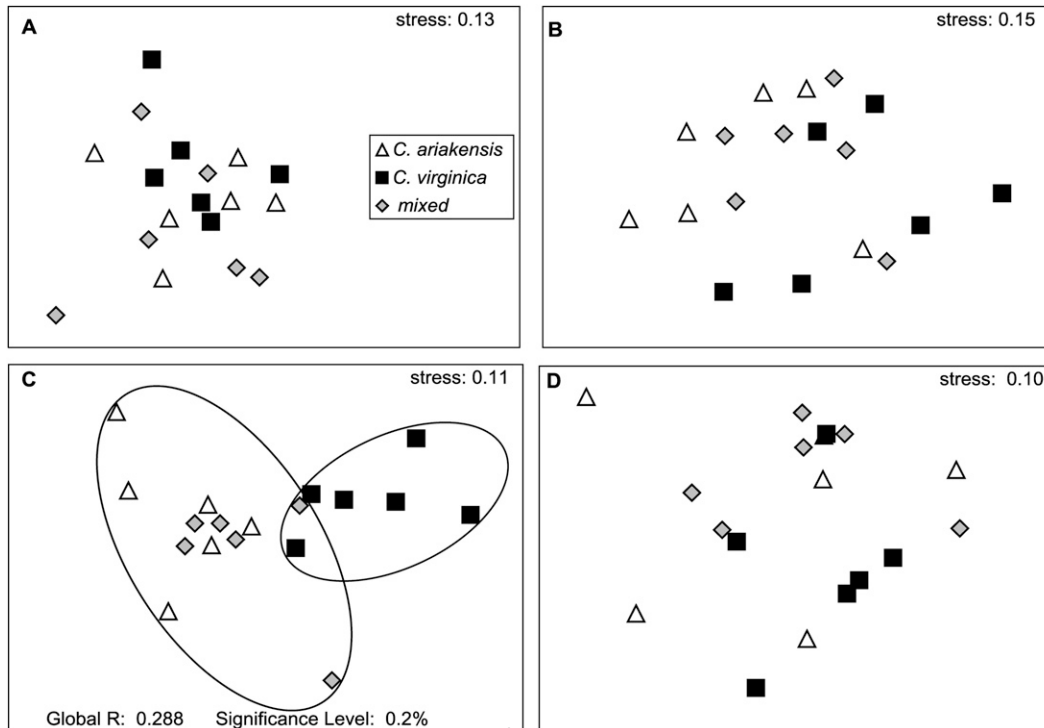 A
stress: 0.13
C. ariakensis
C. virginica
mixed
B
stress: 0.15
C
stress: 0.11
Global R: 0.288 Significance Level: 0.2%
D
stress: 0.10